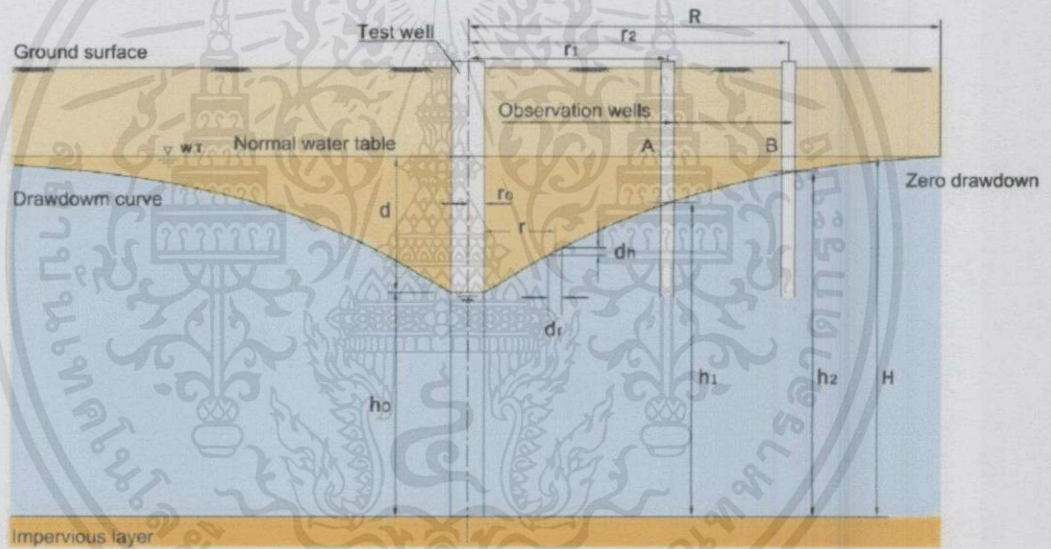 R
Test well
r2
Ground surface
r1
Observation wells
WT
Normal water table
A
B
Zero drawdown
Drawdowm curve
d
r0
r
dh
dr
h0
h1
h2
H
Impervious layer